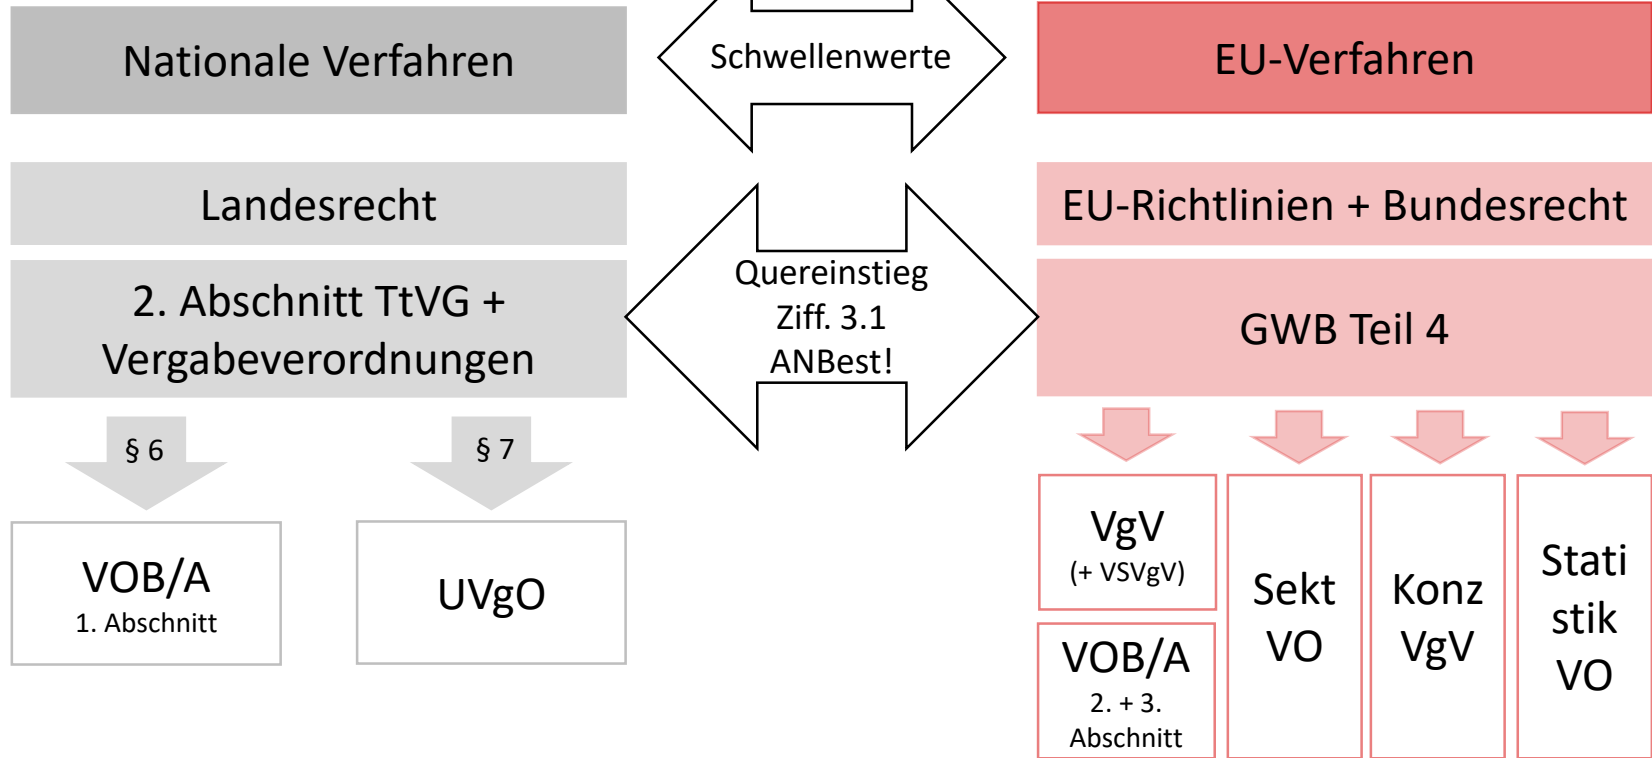 Nationale Verfahren
Schwellenwerte
EU-Verfahren
Landesrecht
EU-Richtlinien + Bundesrecht
2. Abschnitt TtVG +
Vergabeverordnungen
Quereinstieg
Ziff. 3.1
ANBest!
GWB Teil 4
§ 6
§ 7
VOB/A
1. Abschnitt
UVgO
VgV
(+ VSVgV)
VOB/A
2. + 3.
Abschnitt
Sekt
VO
Konz
VgV
Stati
stik
VO